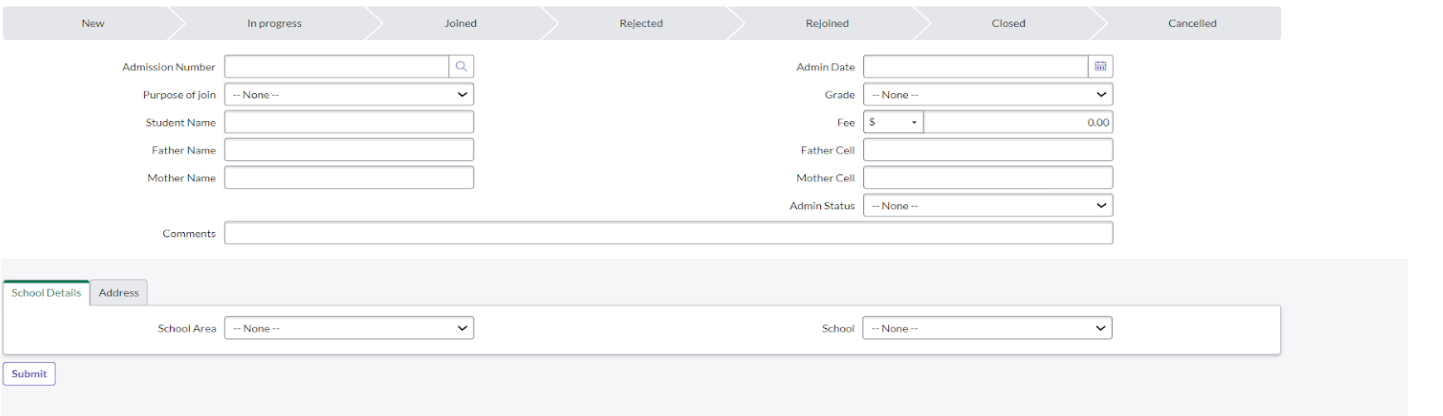 New In progress Joined Rejected Rejoined Closed Cancelled
Admission Number Admin Date
Purpose of join -- None -- Grade -- None --
Student Name Fee $ 0.00
Father Name Father Cell
Mother Name Mother Cell
Admin Status -- None --
Comments
School Details Address
School Area -- None -- School -- None --
Submit